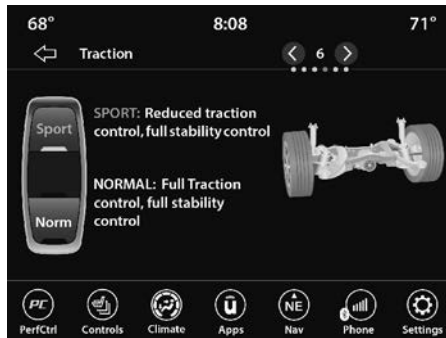 68° 8:08 71°
Traction 6
SPORT: Reduced traction
control, full stability control
Sport
NORMAL: Full Traction
control, full stability
control
Norm
PC ū NE
PerfCtrl Controls Climate Apps Nav Phone Settings